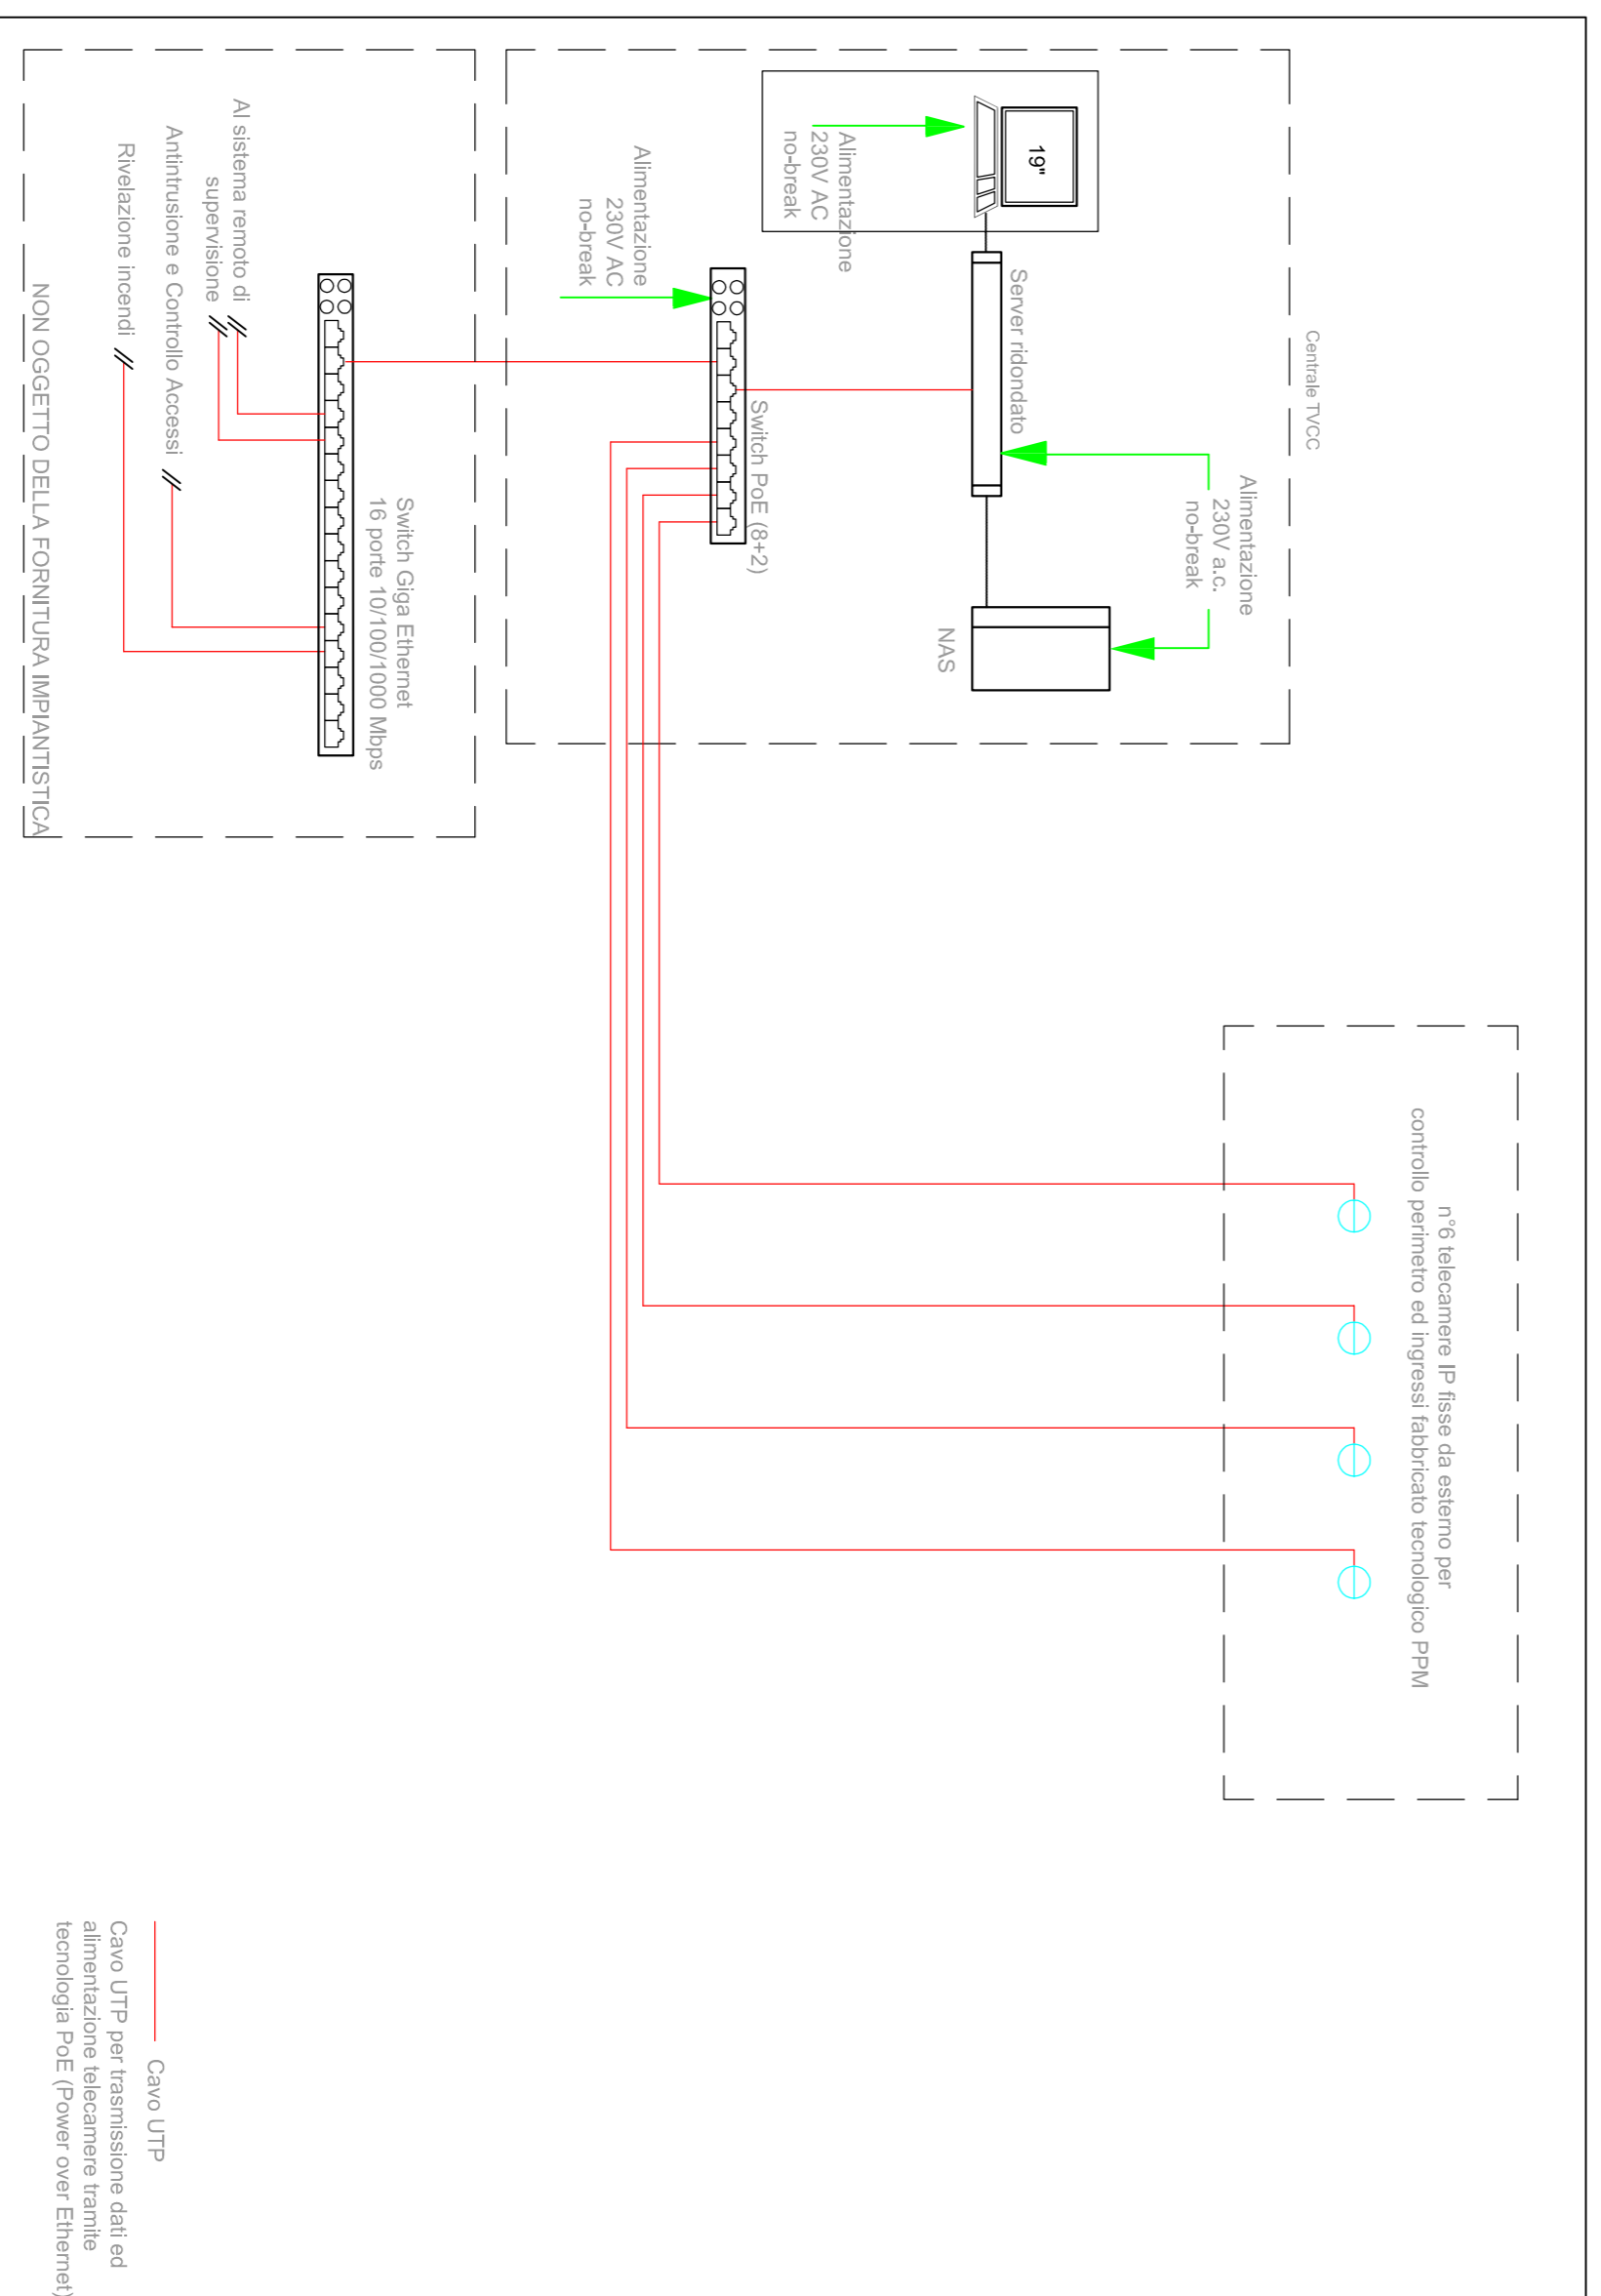 Centrale TVCC
19"
Alimentazione
230V AC
no-break
Server ridondato
Alimentazione
230V a.c.
no-break
NAS
Alimentazione
230V AC
no-break
Switch PoE (8+2)
n°6 telecamere IP fisse da esterno per
controllo perimetro ed ingressi fabbricato tecnologico PPM
Switch Giga Ethernet
16 porte 10/100/1000 Mbps
Al sistema remoto di
supervisione
Antintrusione e Controllo Accessi
Rivelazione incendi
NON OGGETTO DELLA FORNITURA IMPIANTISTICA
Cavo UTP
Cavo UTP per trasmissione dati ed
alimentazione telecamere tramite
tecnologia PoE (Power over Ethernet)